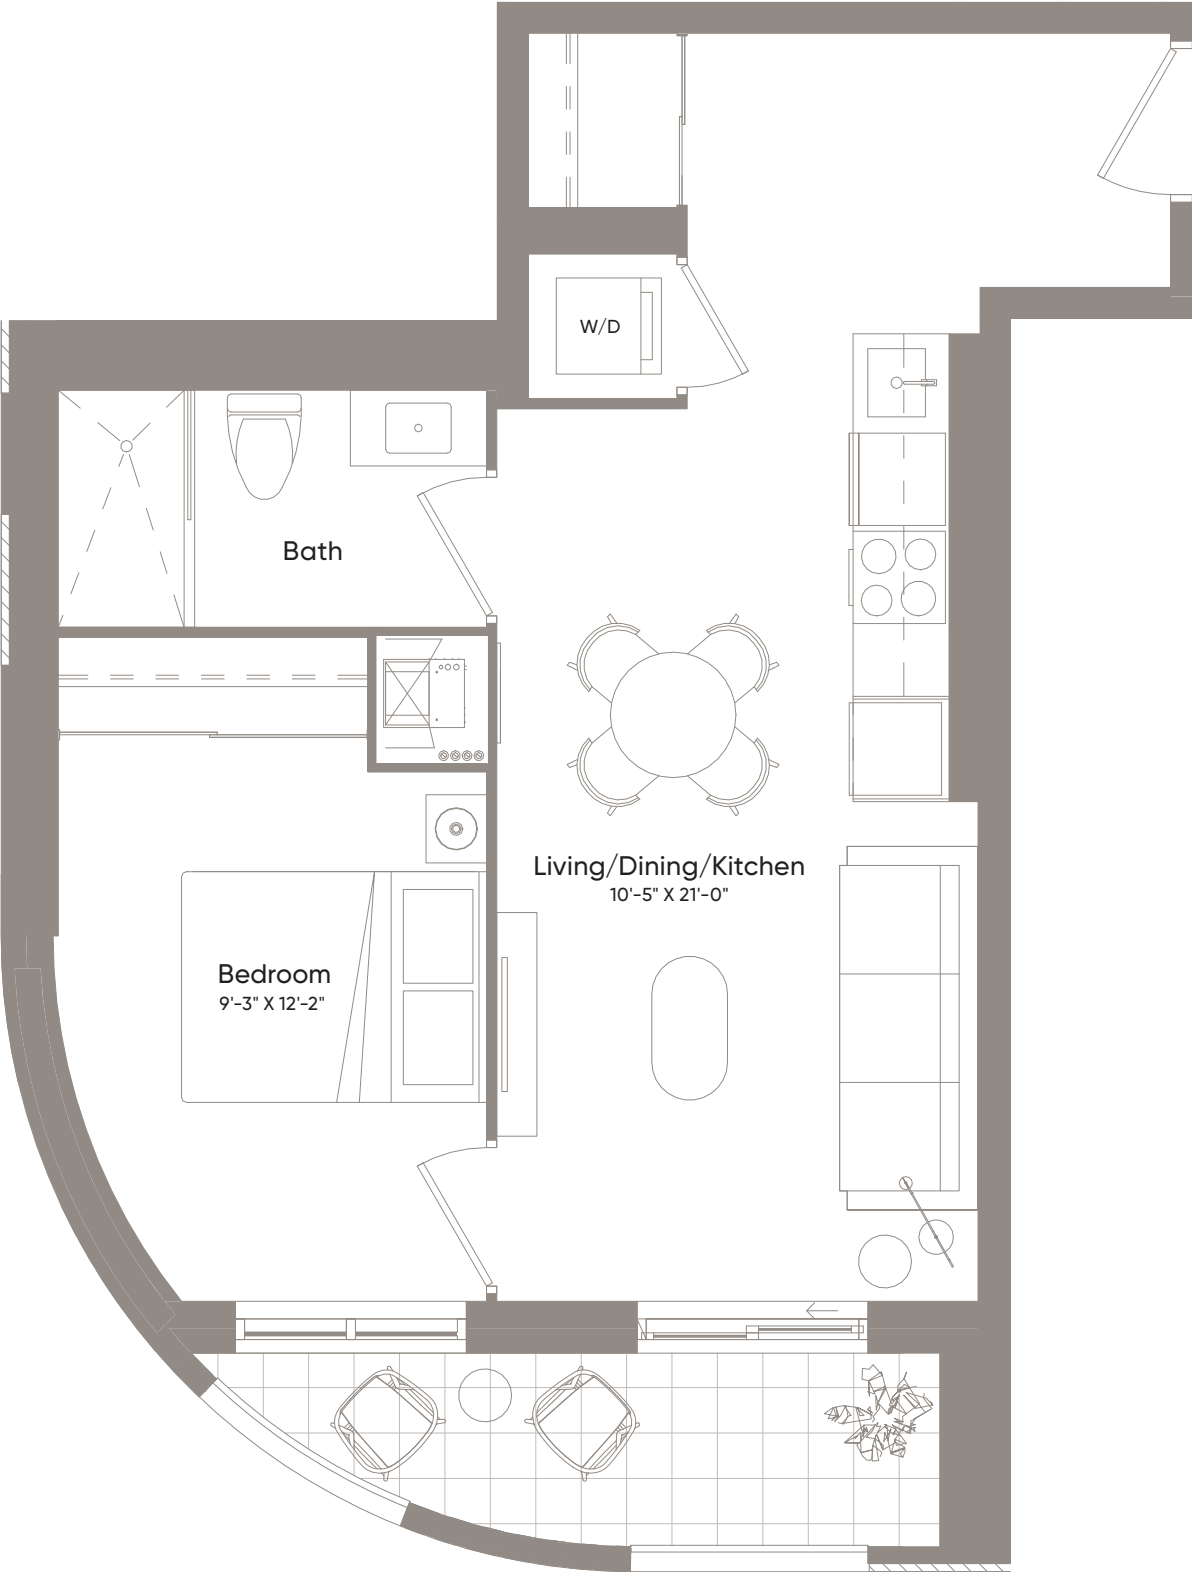 W/D
Bath
Living/Dining/Kitchen
10'-5" X 21'-0"
Bedroom
9'-3" X 12'-2"